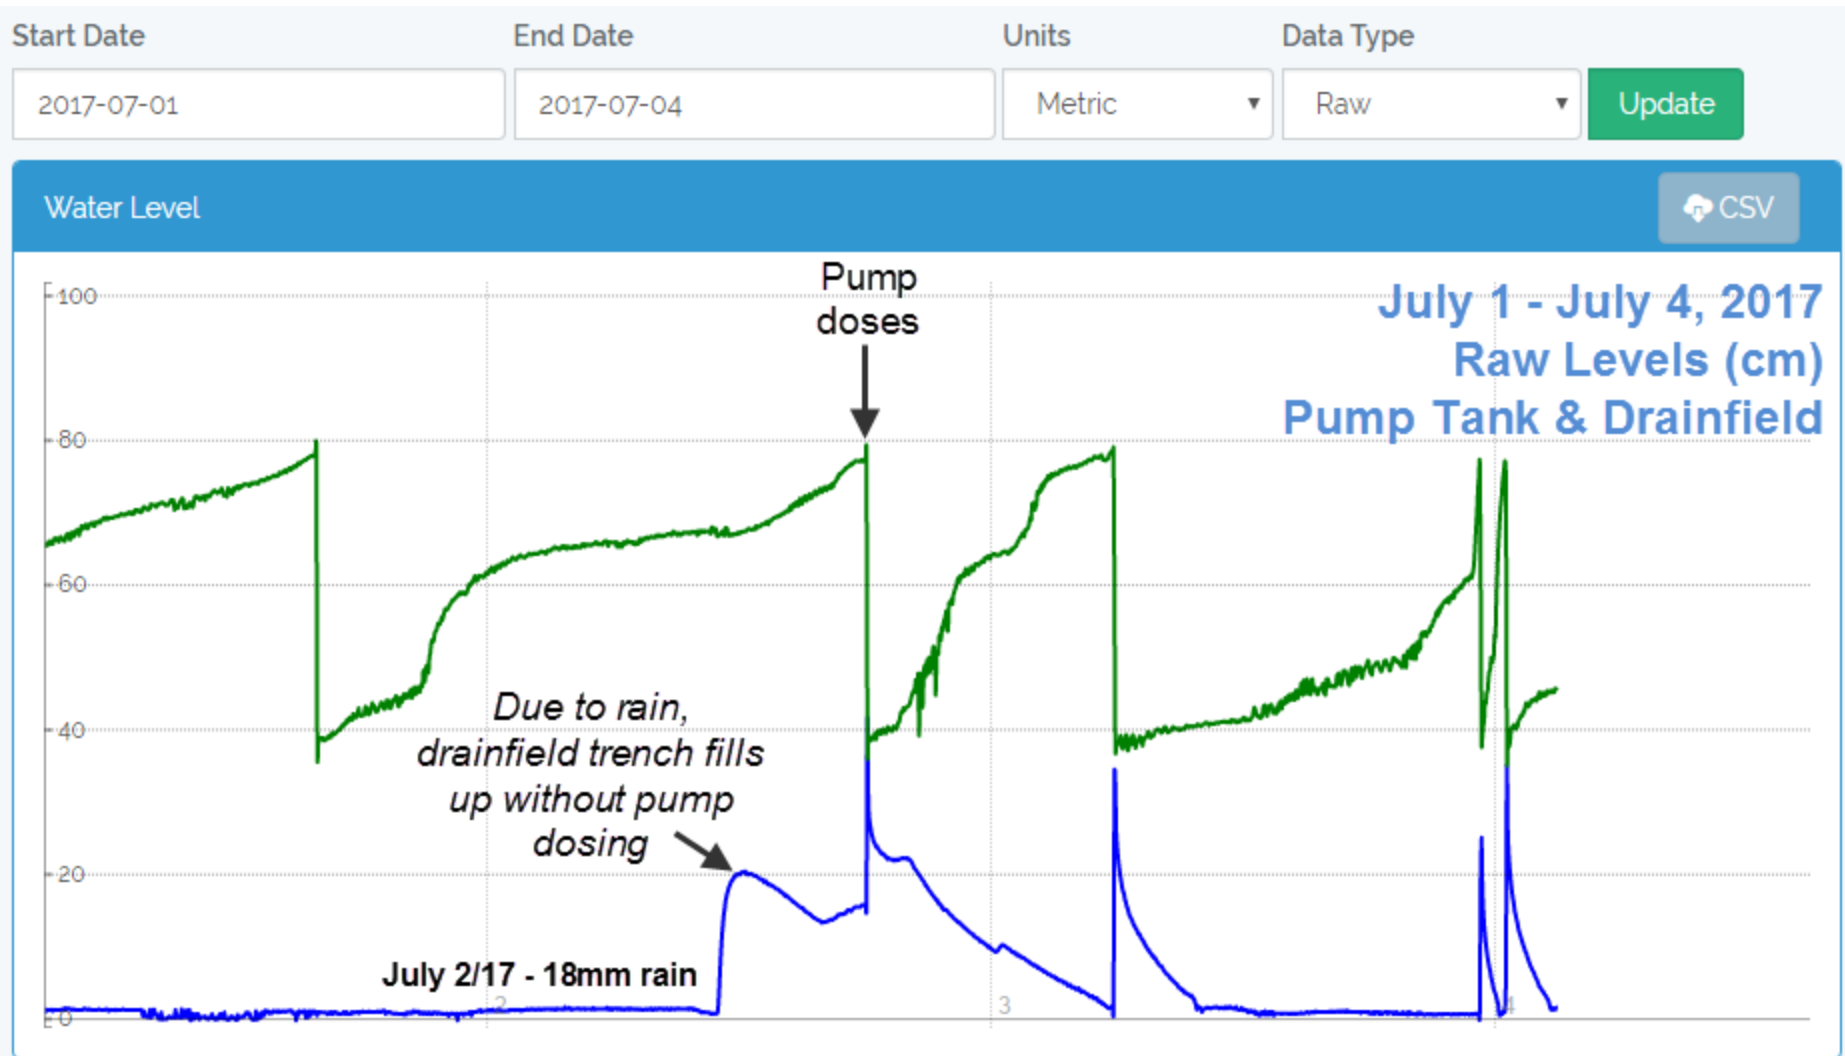 Start Date
End Date
Units
Data Type
2017-07-01
2017-07-04
Metric
Raw
Update
Water Level
CSV
Pump
doses
July 1 - July 4, 2017
Raw Levels (cm)
Pump Tank & Drainfield
100
80
60
40
20
0
Due to rain,
drainfield trench fills
up without pump
dosing
July 2/17 - 18mm rain
2
3
4